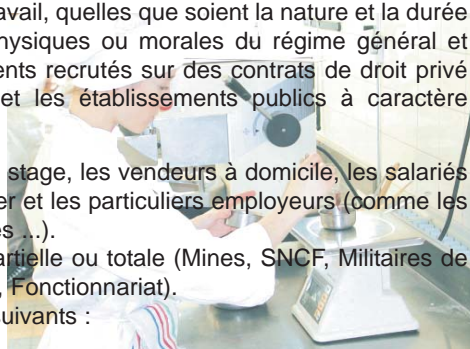 avail, quelles que soient la nature et la durée
hysiques ou morales du régime général et
ents recrutés sur des contrats de droit privé
et les établissements publics à caractère
stage, les vendeurs à domicile, les salariés
er et les particuliers employeurs (comme les
s ...).
artielle ou totale (Mines, SNCF, Militaires de
, Fonctionnariat).
suivants :